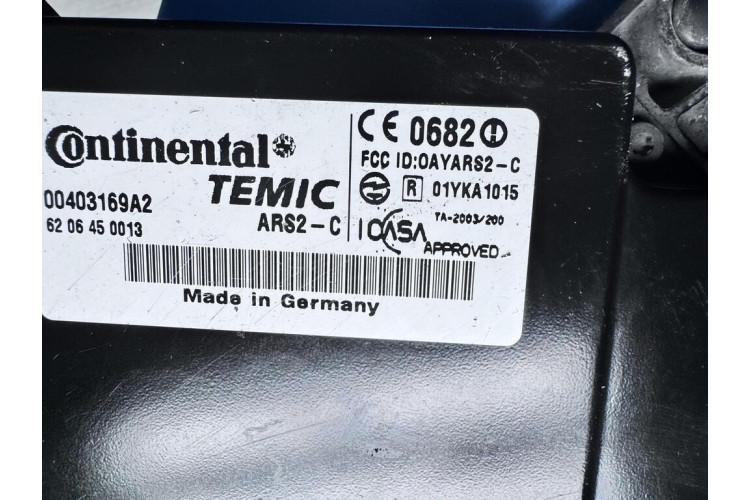 Continental
TEMIC
00403169A2
ARS2-C
62 06 45 0013
CE 0682
FCC ID:OAYARS2-C
R 01YKA1015
TA-2003/200
ICASA
APPROVED
Made in Germany